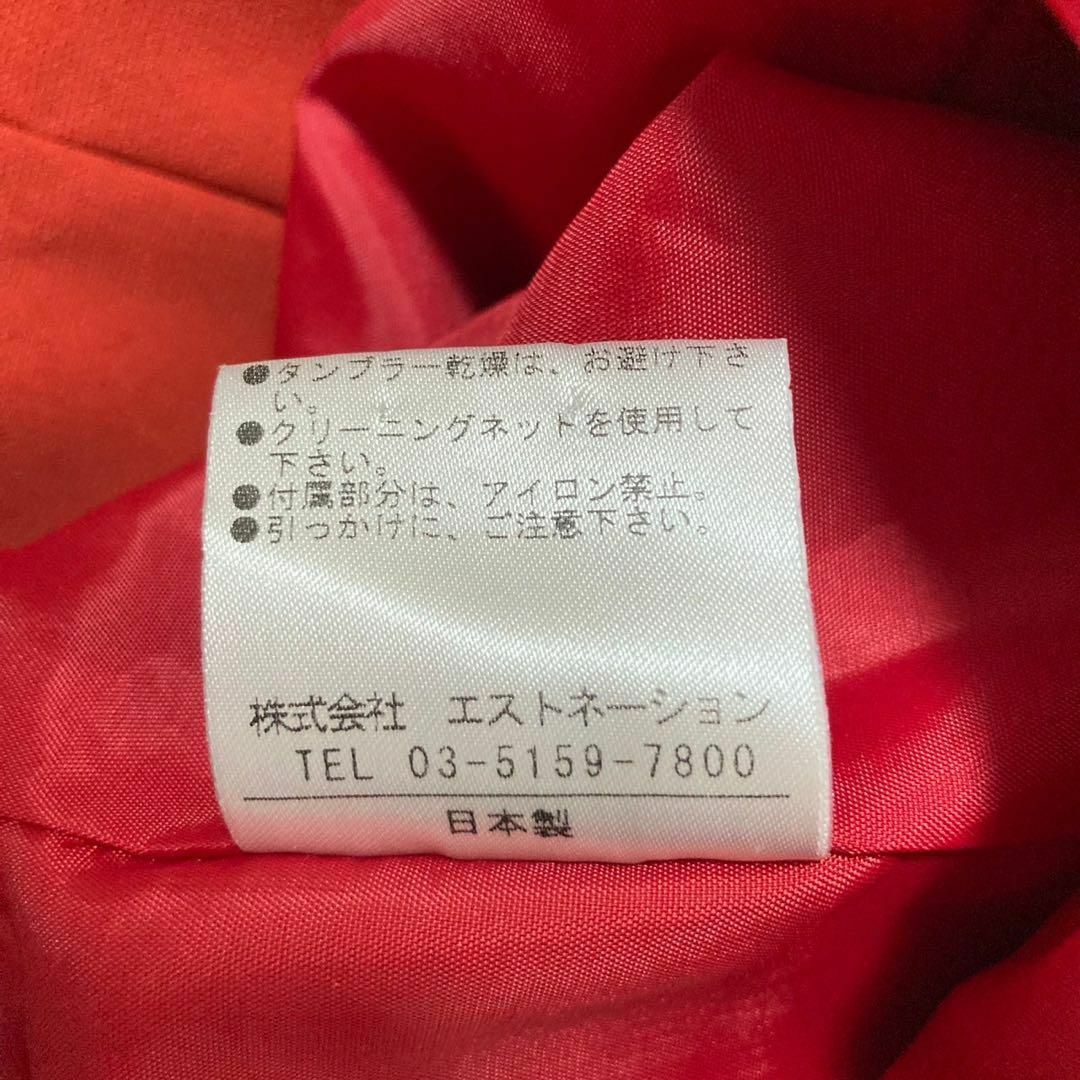 ●タンブラー乾燥は、お避け下さ
い。
●クリーニングネットを使用して
下さい。
●付属部分は、アイロン禁止。
●引っかけに、ご注意下さい。
株式会社 エストネーション
TEL 03-5159-7800
日本製